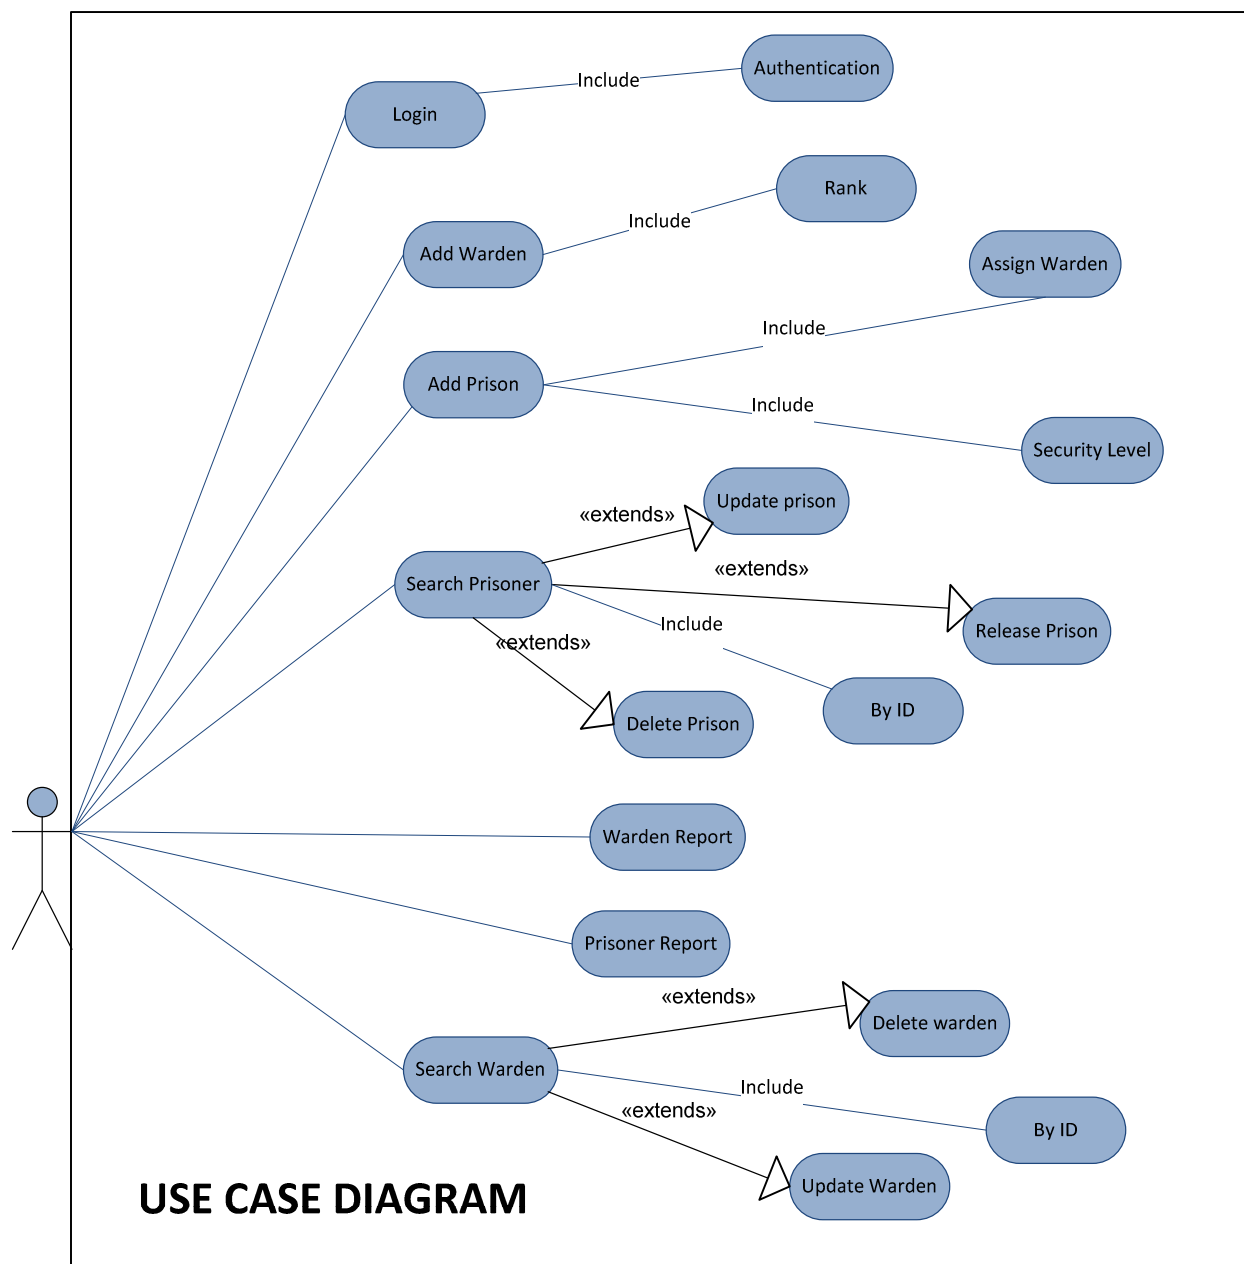 Authentication
Include
Login
Rank
Include
Add Warden
Assign Warden
Include
Add Prison
Include
Security Level
Update prison
«extends»
«extends»
Search Prisoner
Include
Release Prison
«extends»
By ID
Delete Prison
Warden Report
Prisoner Report
«extends»
Delete warden
Search Warden
Include
«extends»
By ID
Update Warden
USE CASE DIAGRAM